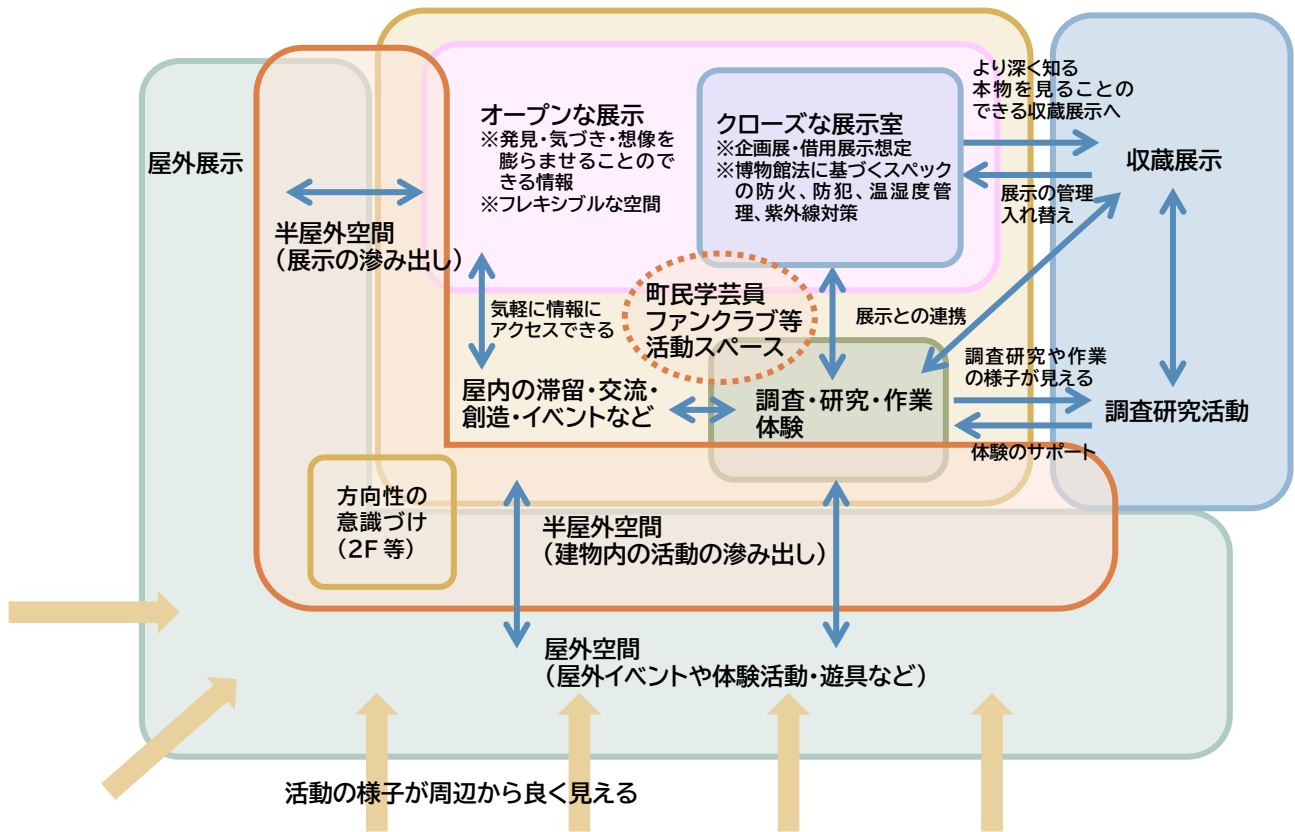 屋外展示
半屋外空間
（展示の滲み出し）
オープンな展示
※発見・気づき・想像を
膨らませることので
きる情報
※フレキシブルな空間
クローズな展示室
※企画展・借用展示想定
※博物館法に基づくスペック
の防火、防犯、温湿度管
理、紫外線対策
より深く知る
本物を見ることの
できる収蔵展示へ
収蔵展示
展示の管理
入れ替え
町民学芸員
ファンクラブ等
活動スペース
気軽に情報に
アクセスできる
展示との連携
屋内の滞留・交流・
創造・イベントなど
調査・研究・作業
体験
調査研究や作業
の様子が見える
調査研究活動
体験のサポート
方向性の
意識づけ
（2F 等）
半屋外空間
（建物内の活動の滲み出し）
屋外空間
（屋外イベントや体験活動・遊具など）
活動の様子が周辺から良く見える